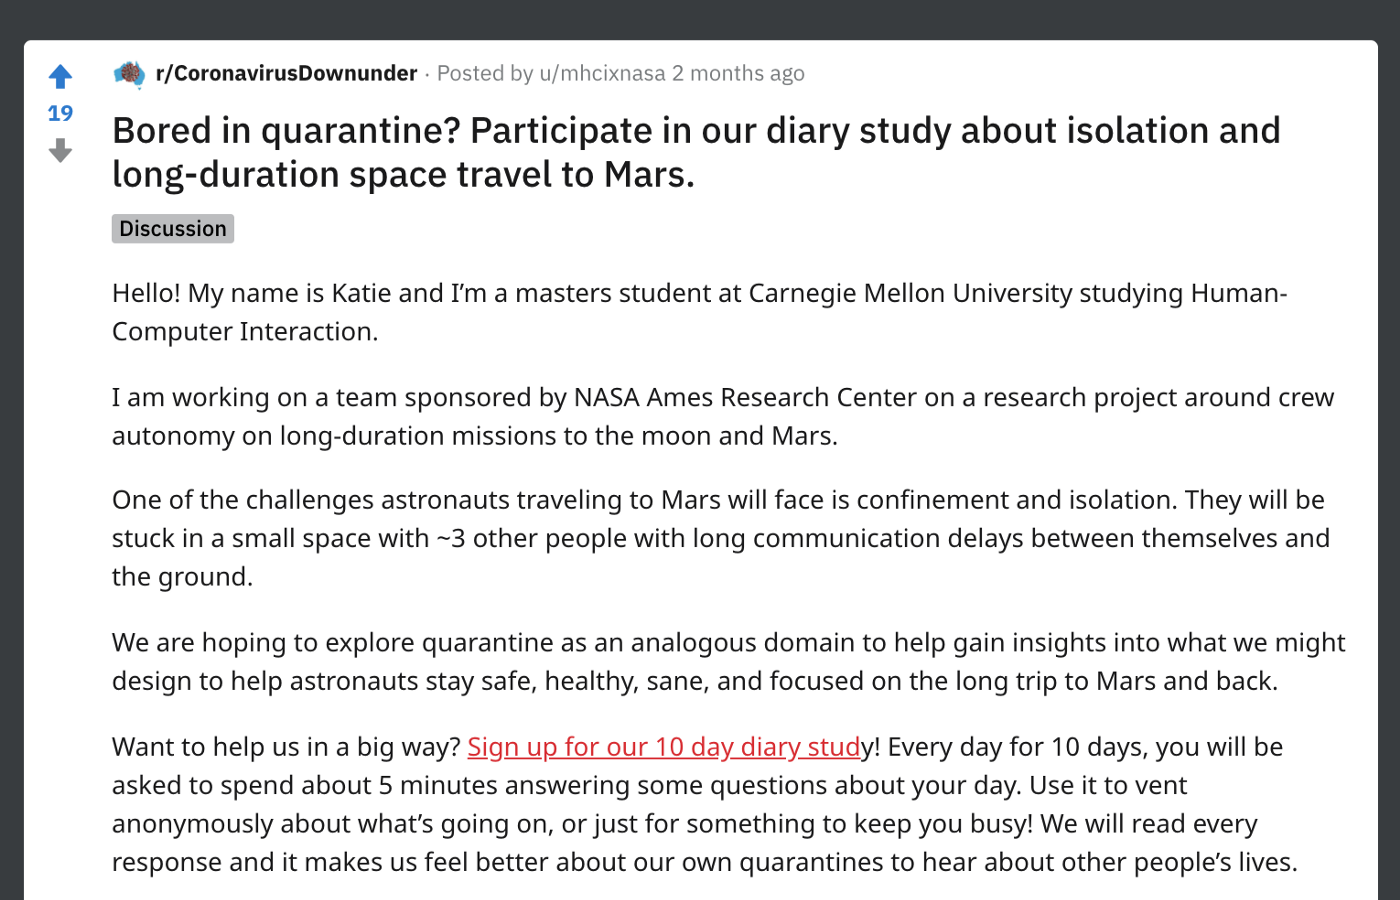 r/CoronavirusDownunder · Posted by u/mhcixnasa 2 months ago
19
Bored in quarantine? Participate in our diary study about isolation and
long-duration space travel to Mars.
Discussion
Hello! My name is Katie and I’m a masters student at Carnegie Mellon University studying Human-
Computer Interaction.
I am working on a team sponsored by NASA Ames Research Center on a research project around crew
autonomy on long-duration missions to the moon and Mars.
One of the challenges astronauts traveling to Mars will face is confinement and isolation. They will be
stuck in a small space with ~3 other people with long communication delays between themselves and
the ground.
We are hoping to explore quarantine as an analogous domain to help gain insights into what we might
design to help astronauts stay safe, healthy, sane, and focused on the long trip to Mars and back.
Want to help us in a big way? Sign up for our 10 day diary study! Every day for 10 days, you will be
asked to spend about 5 minutes answering some questions about your day. Use it to vent
anonymously about what’s going on, or just for something to keep you busy! We will read every
response and it makes us feel better about our own quarantines to hear about other people’s lives.